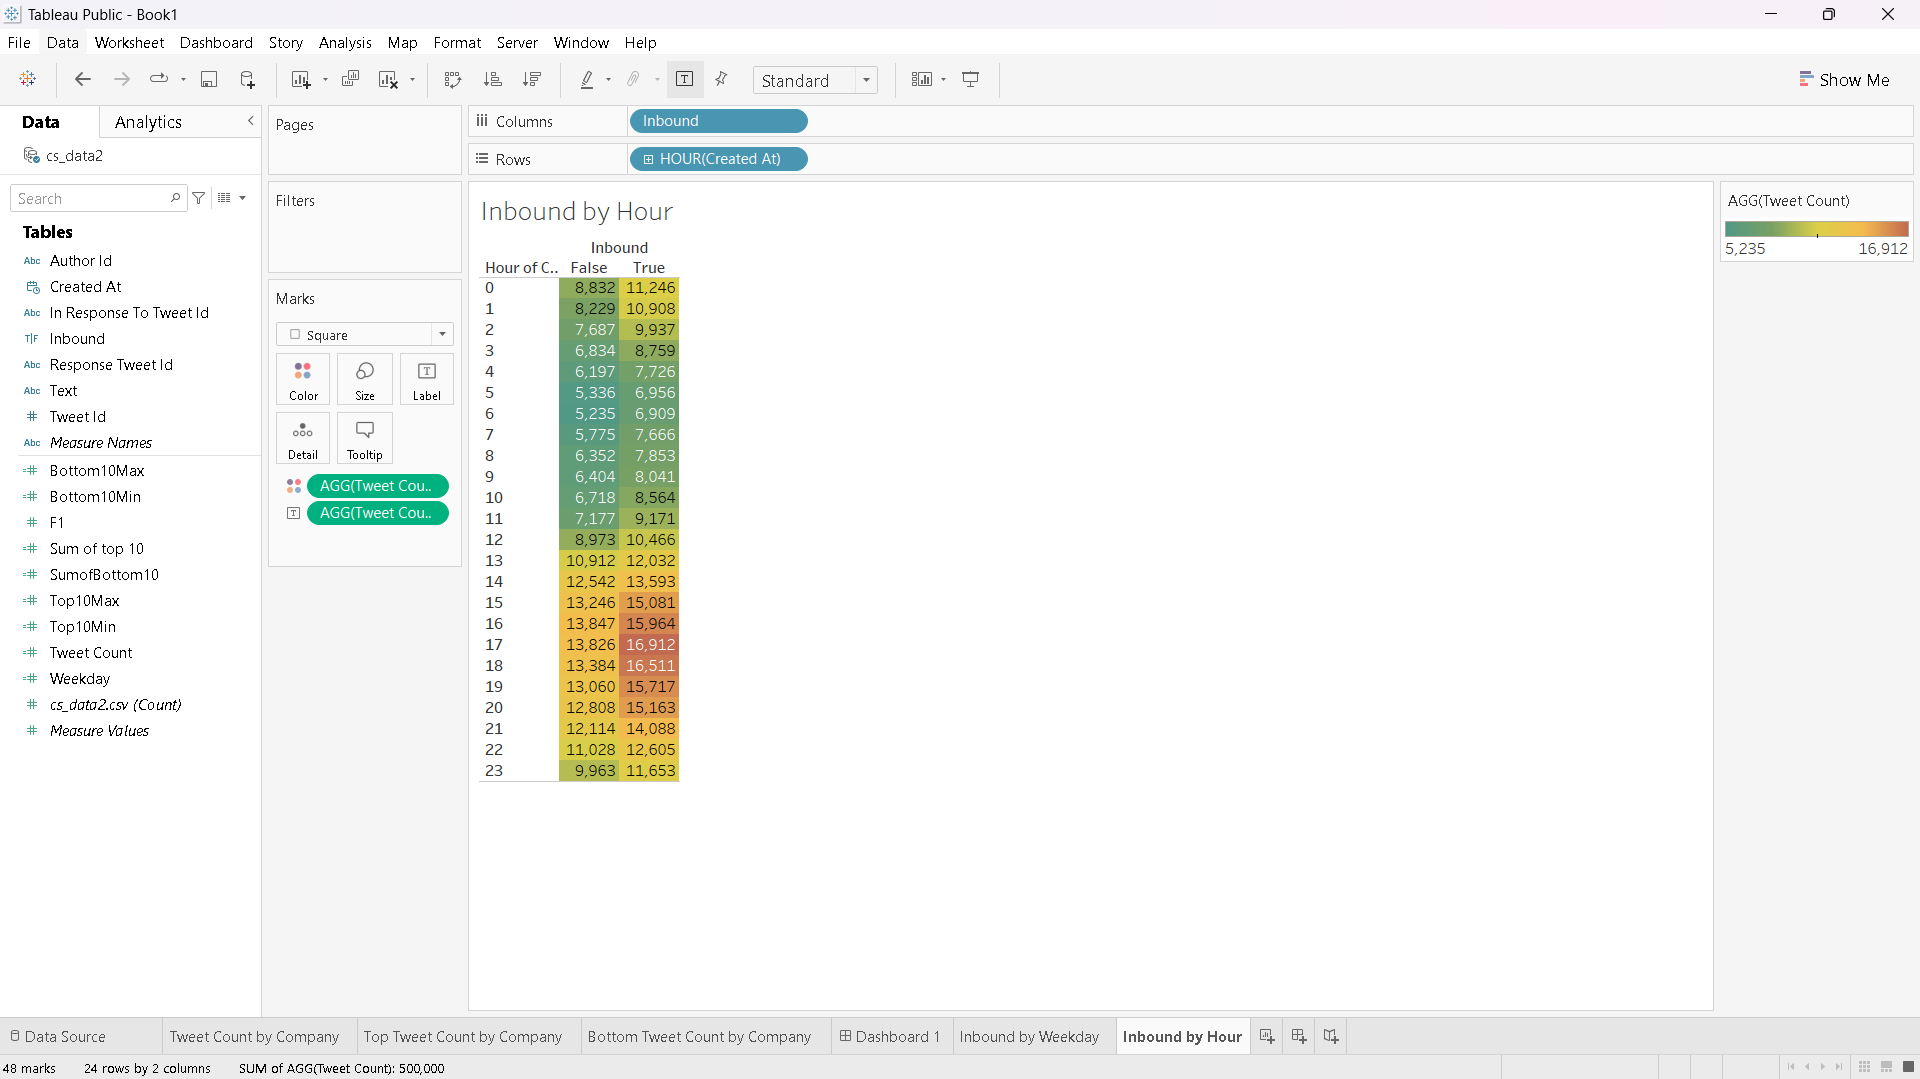 Tableau Public - Book1
File Data Worksheet Dashboard Story Analysis Map Format Server Window Help
Standard
Show Me
Data Analytics
cs_data2
Search
Tables
Abc Author Id
Created At
Abc In Response To Tweet Id
T|F Inbound
Abc Response Tweet Id
Abc Text
# Tweet Id
Abc Measure Names
=# Bottom10Max
=# Bottom10Min
# F1
=# Sum of top 10
=# SumofBottom10
=# Top10Max
=# Top10Min
=# Tweet Count
=# Weekday
# cs_data2.csv (Count)
# Measure Values
Pages
Filters
Marks
Square
Color Size Label
Detail Tooltip
AGG(Tweet Cou..
AGG(Tweet Cou..
Columns Inbound
Rows HOUR(Created At)
Inbound by Hour
Inbound
Hour of C.. False True
0 8,832 11,246
1 8,229 10,908
2 7,687 9,937
3 6,834 8,759
4 6,197 7,726
5 5,336 6,956
6 5,235 6,909
7 5,775 7,666
8 6,352 7,853
9 6,404 8,041
10 6,718 8,564
11 7,177 9,171
12 8,973 10,466
13 10,912 12,032
14 12,542 13,593
15 13,246 15,081
16 13,847 15,964
17 13,826 16,912
18 13,384 16,511
19 13,060 15,717
20 12,808 15,163
21 12,114 14,088
22 11,028 12,605
23 9,963 11,653
AGG(Tweet Count)
5,235 16,912
Data Source Tweet Count by Company Top Tweet Count by Company Bottom Tweet Count by Company Dashboard 1 Inbound by Weekday Inbound by Hour
48 marks 24 rows by 2 columns SUM of AGG(Tweet Count): 500,000